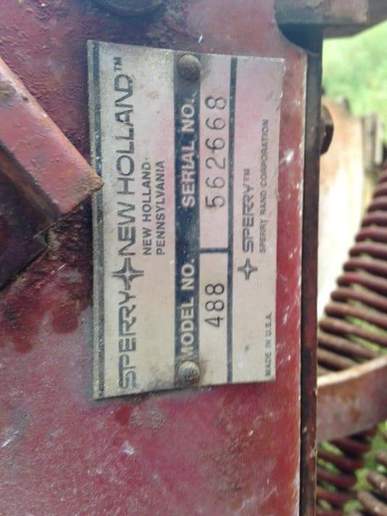 SPERRY NEW HOLLAND™
NEW HOLLAND
PENNSYLVANIA
MODEL NO. SERIAL NO.
488 562668
SPERRY™
SPERRY RAND CORPORATION
MADE IN U.S.A.